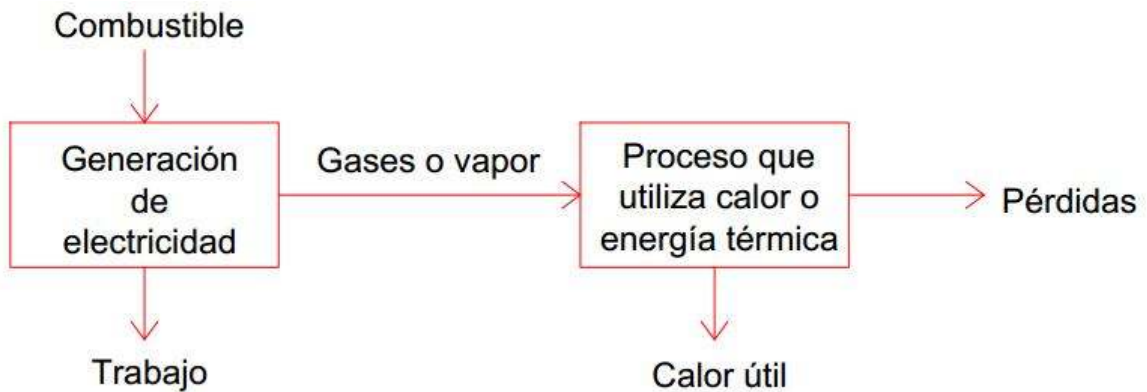 Combustible
Generación
de
electricidad
Gases o vapor
Proceso que
utiliza calor o
energía térmica
Pérdidas
Trabajo
Calor útil